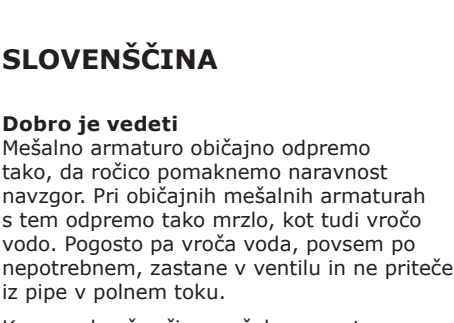 SLOVENŠČINA
Dobro je vedeti
Mešalno armaturo običajno odpremo
tako, da ročico pomaknemo naravnost
navzgor. Pri običajnih mešalnih armaturah
s tem odpremo tako mrzlo, kot tudi vročo
vodo. Pogosto pa vroča voda, povsem po
nepotrebnem, zastane v ventilu in ne priteče
iz pipe v polnem toku.